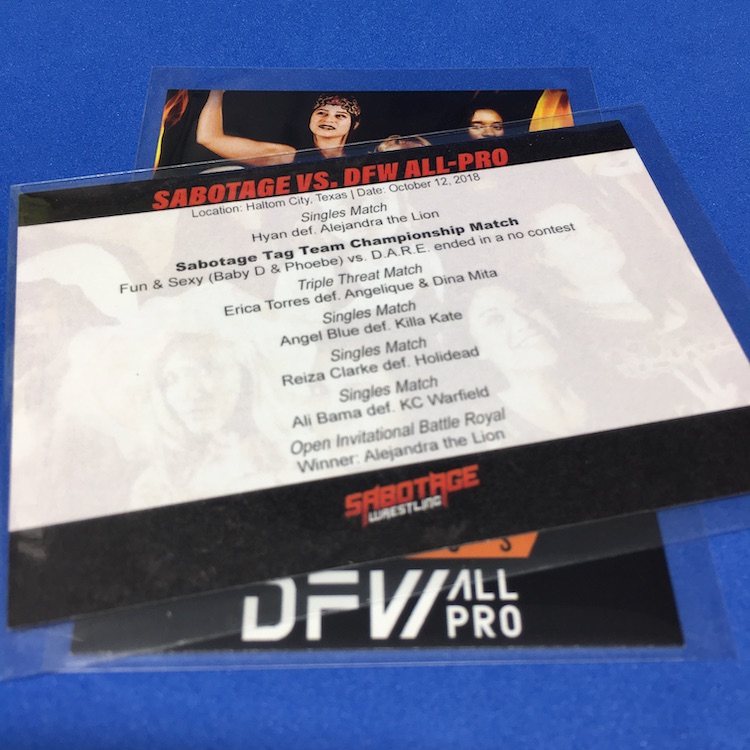 SABOTAGE VS. DFW ALL-PRO
Location: Haltom City, Texas | Date: October 12, 2018
Singles Match
Hyan def. Alejandra the Lion
Sabotage Tag Team Championship Match
Fun & Sexy (Baby D & Phoebe) vs. D.A.R.E. ended in a no contest
Triple Threat Match
Erica Torres def. Angelique & Dina Mita
Singles Match
Angel Blue def. Killa Kate
Singles Match
Reiza Clarke def. Holidead
Singles Match
Ali Bama def. KC Warfield
Open Invitational Battle Royal
Winner: Alejandra the Lion
SABOTAGE
WRESTLING
DFW ALL
PRO